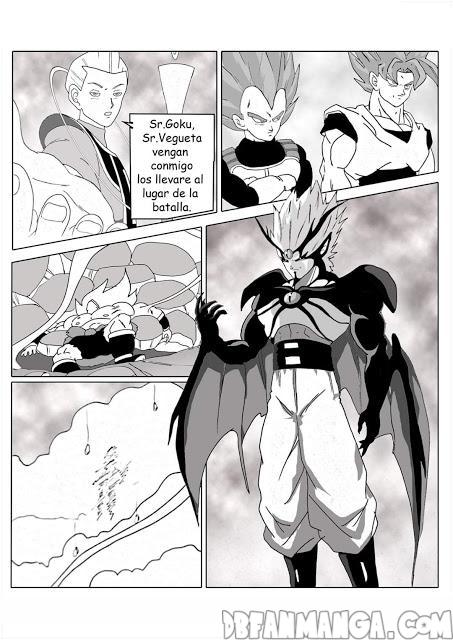 Sr.Goku,
Sr.Vegueta
vengan
conmigo
los llevare al
lugar de la
batalla.
DBFANMANGA.COM